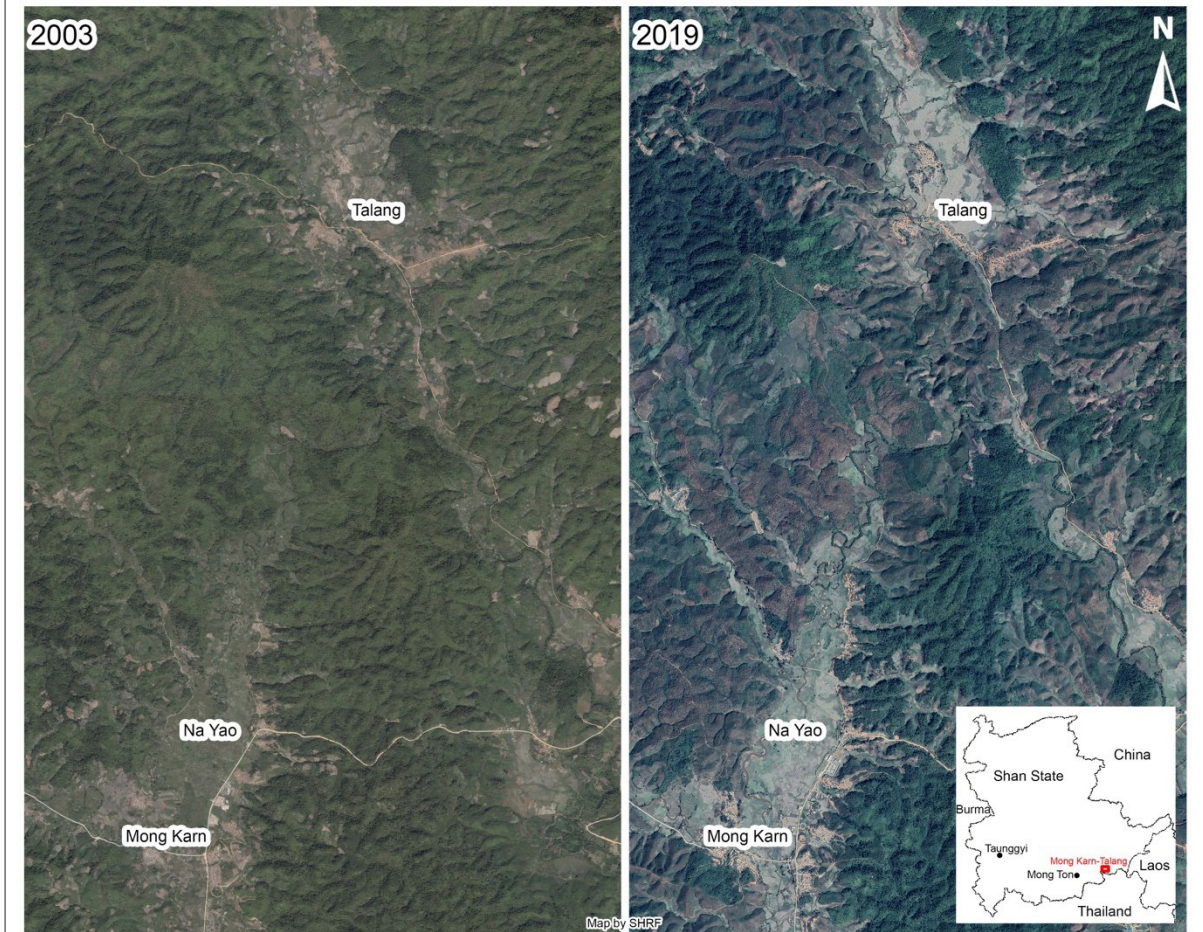 2003
2019
N
Talang
Talang
Na Yao
Na Yao
Mong Karn
Mong Karn
China
Shan State
Burma
Taunggyi
Mong Karn-Talang
Laos
Mong Ton
Thailand
Map by SHRF